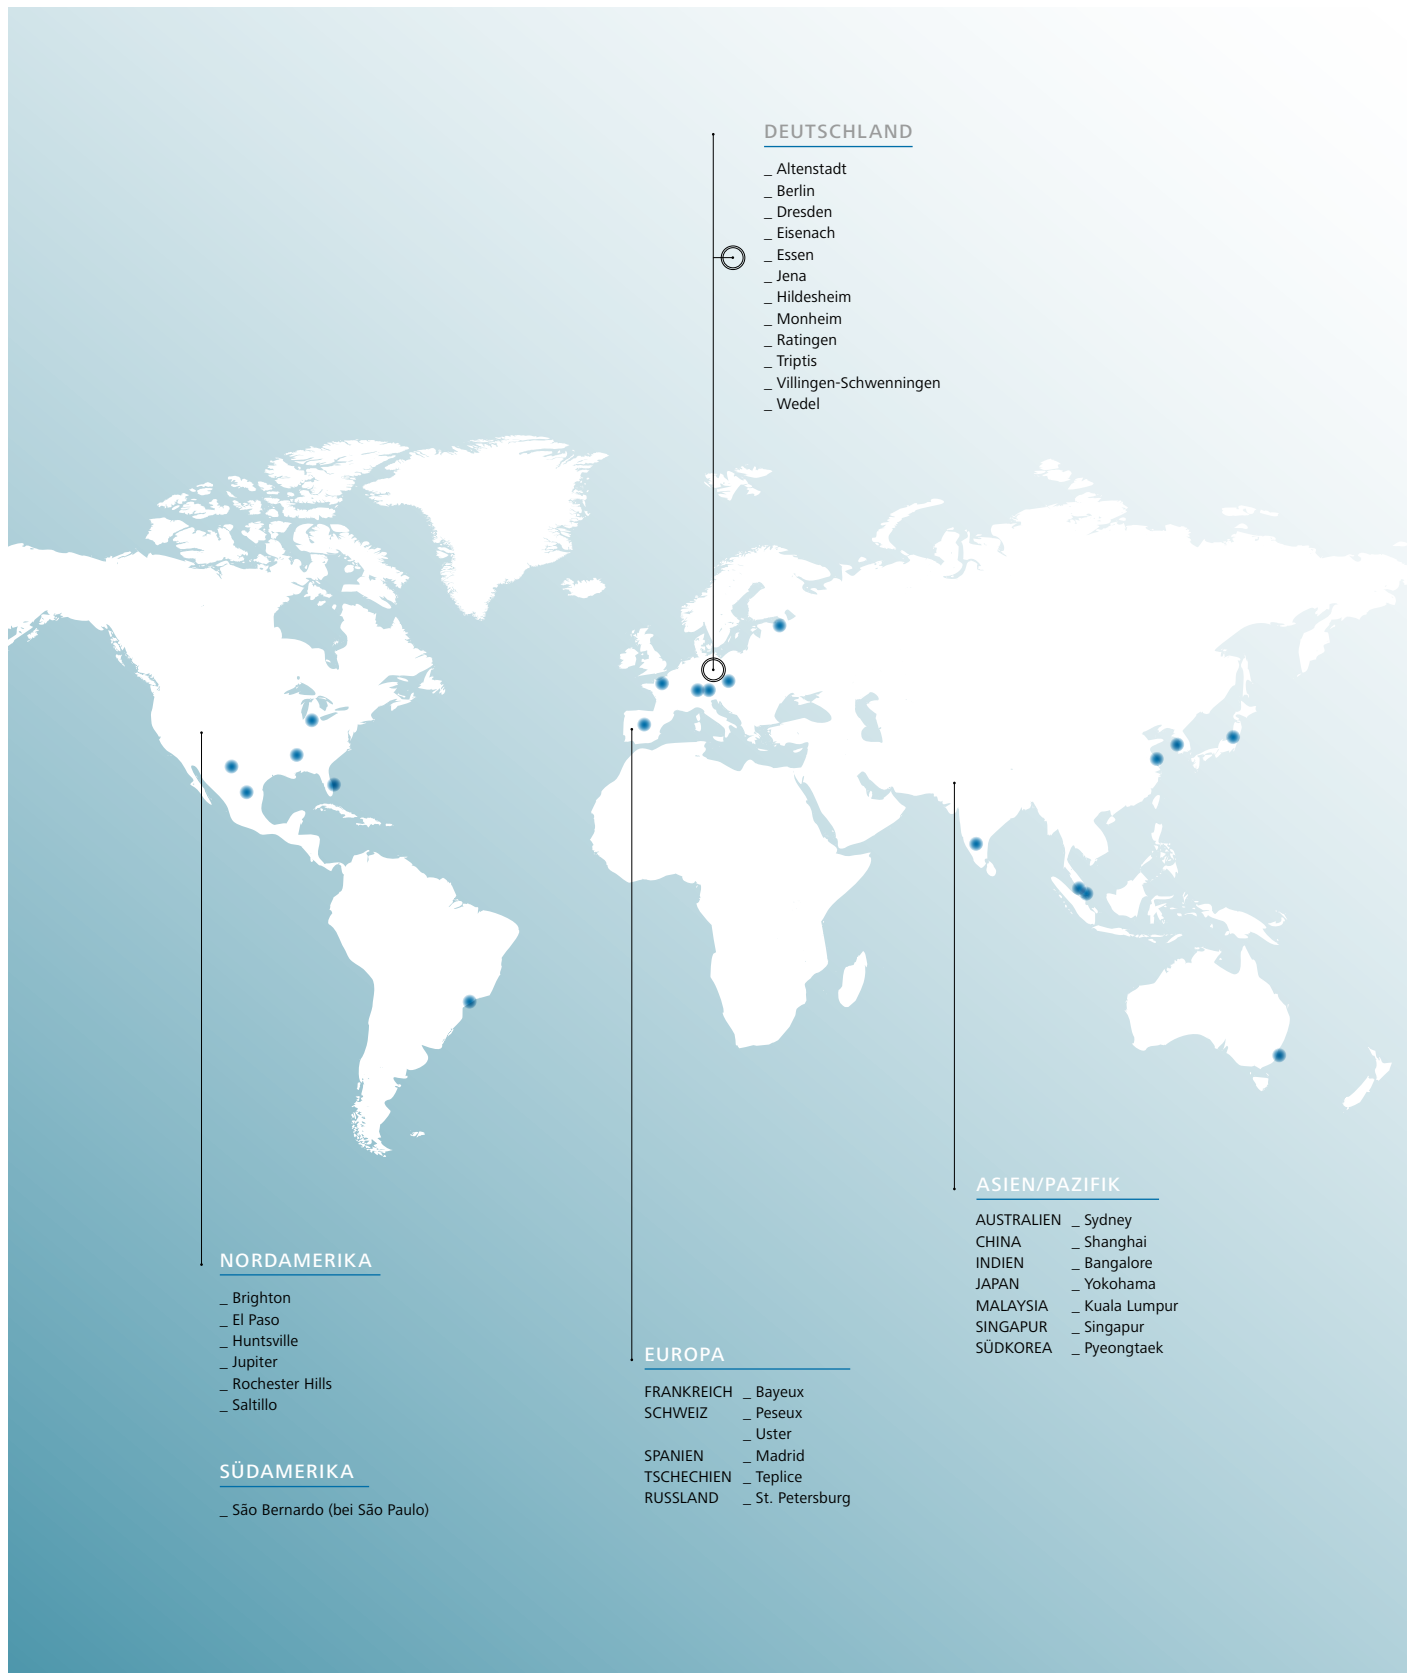 DEUTSCHLAND
_ Altenstadt
_ Berlin
_ Dresden
_ Eisenach
_ Essen
_ Jena
_ Hildesheim
_ Monheim
_ Ratingen
_ Triptis
_ Villingen-Schwenningen
_ Wedel
NORDAMERIKA
_ Brighton
_ El Paso
_ Huntsville
_ Jupiter
_ Rochester Hills
_ Saltillo
SÜDAMERIKA
_ São Bernardo (bei São Paulo)
EUROPA
FRANKREICH _ Bayeux
SCHWEIZ _ Peseux
_ Uster
SPANIEN _ Madrid
TSCHECHIEN _ Teplice
RUSSLAND _ St. Petersburg
ASIEN/PAZIFIK
AUSTRALIEN _ Sydney
CHINA _ Shanghai
INDIEN _ Bangalore
JAPAN _ Yokohama
MALAYSIA _ Kuala Lumpur
SINGAPUR _ Singapur
SÜDKOREA _ Pyeongtaek